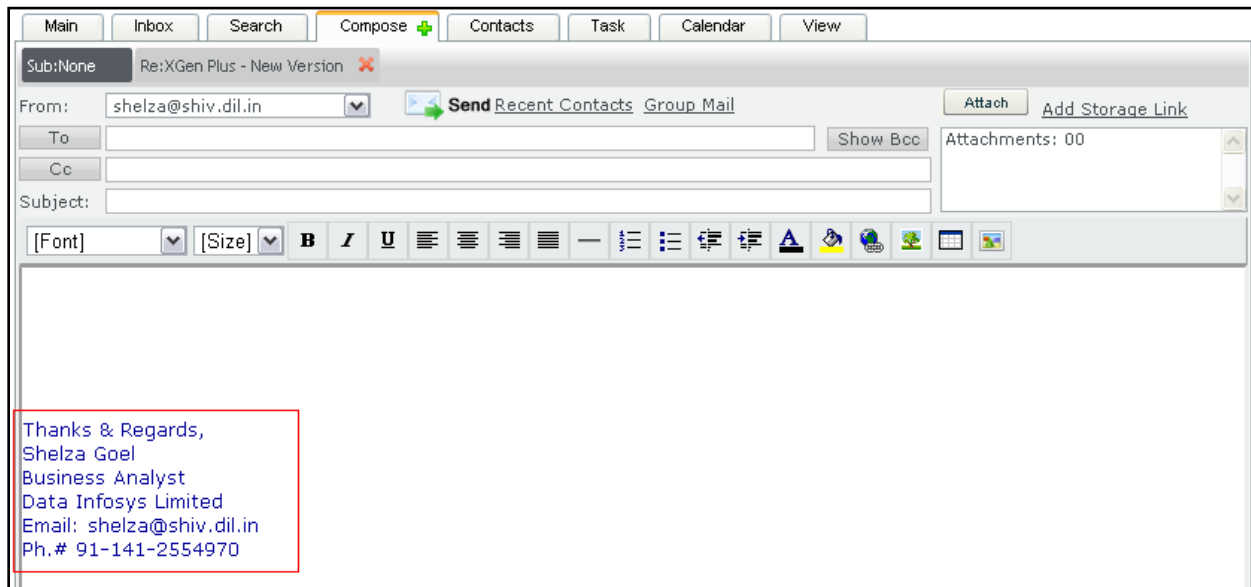 Main Inbox Search Compose Contacts Task Calendar View
Sub:None Re:XGen Plus - New Version
From: shelza@shiv.dil.in Send Recent Contacts Group Mail Attach Add Storage Link
To Show Bcc Attachments: 00
Cc
Subject:
[Font] [Size] B I U A
Thanks & Regards,
Shelza Goel
Business Analyst
Data Infosys Limited
Email: shelza@shiv.dil.in
Ph.# 91-141-2554970